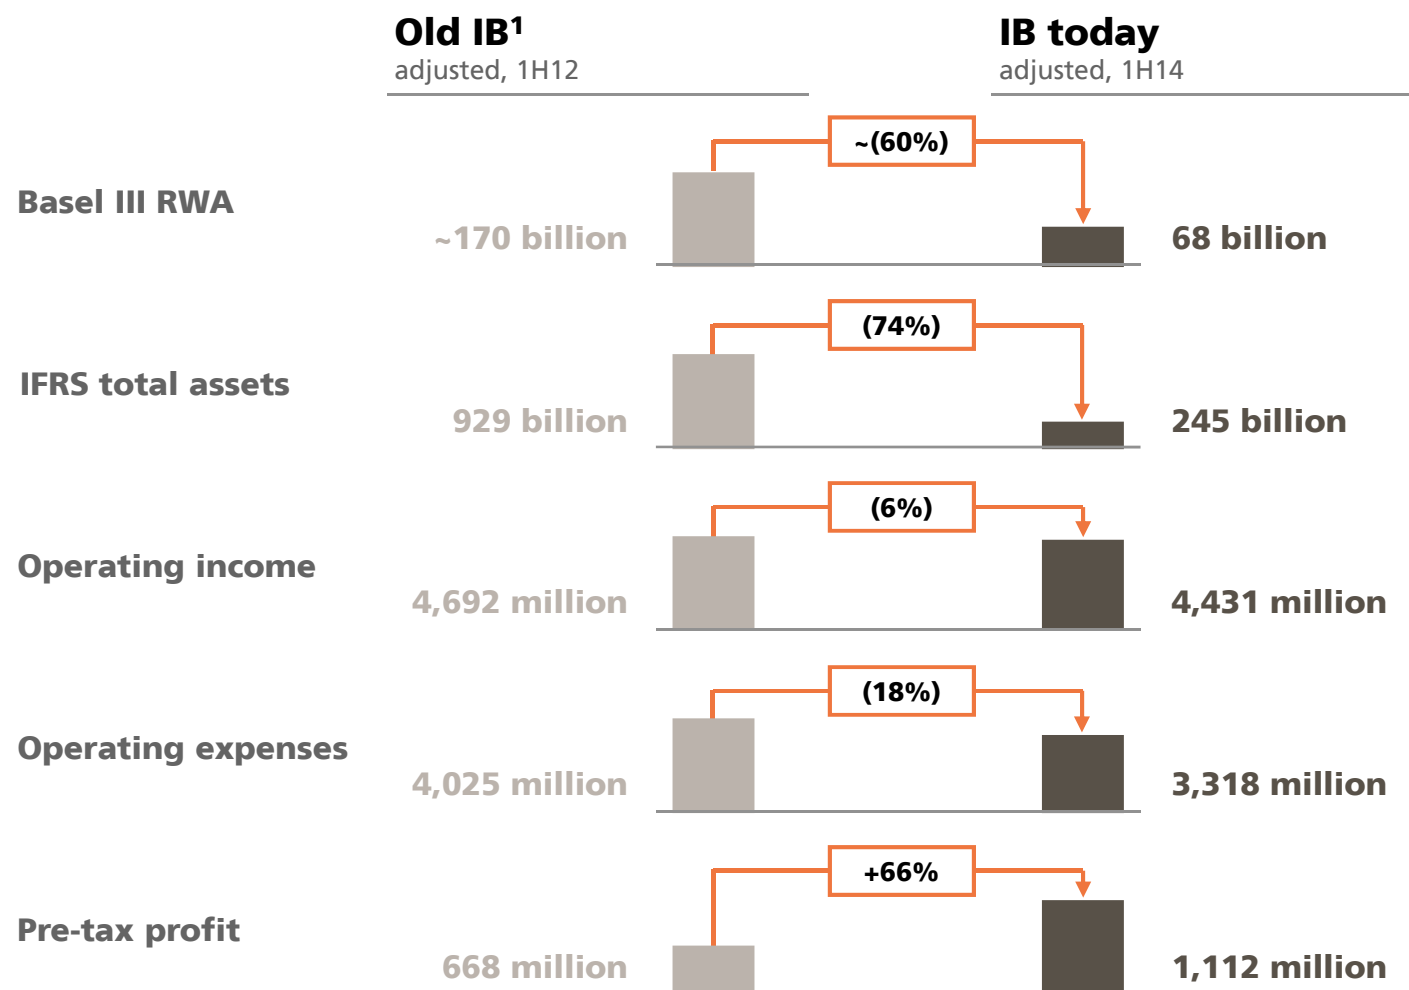 Old IB¹
adjusted, 1H12
IB today
adjusted, 1H14
Basel III RWA
~170 billion
~(60%)
68 billion
IFRS total assets
929 billion
(74%)
245 billion
Operating income
4,692 million
(6%)
4,431 million
Operating expenses
4,025 million
(18%)
3,318 million
Pre-tax profit
668 million
+66%
1,112 million